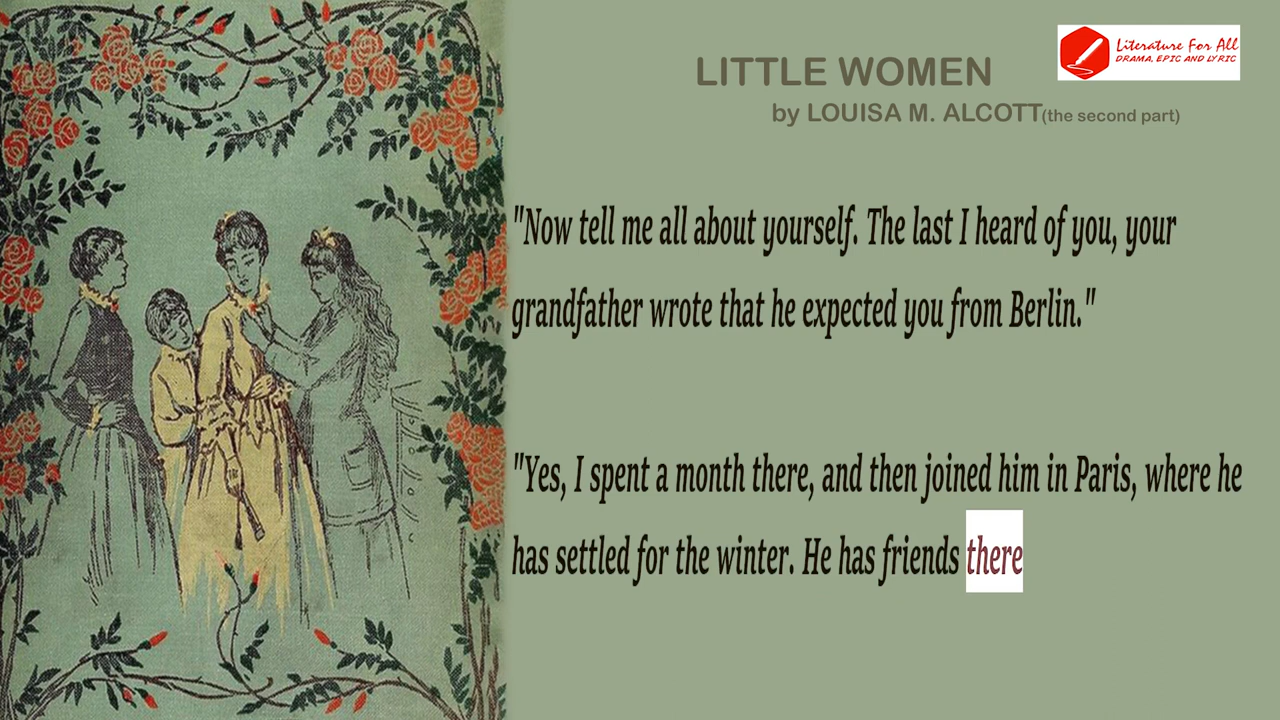 LITTLE WOMEN
by LOUISA M. ALCOTT(the second part)
Literature For All
DRAMA, EPIC AND LYRIC
"Now tell me all about yourself. The last I heard of you, your
grandfather wrote that he expected you from Berlin."
"Yes, I spent a month there, and then joined him in Paris, where he
has settled for the winter. He has friends there